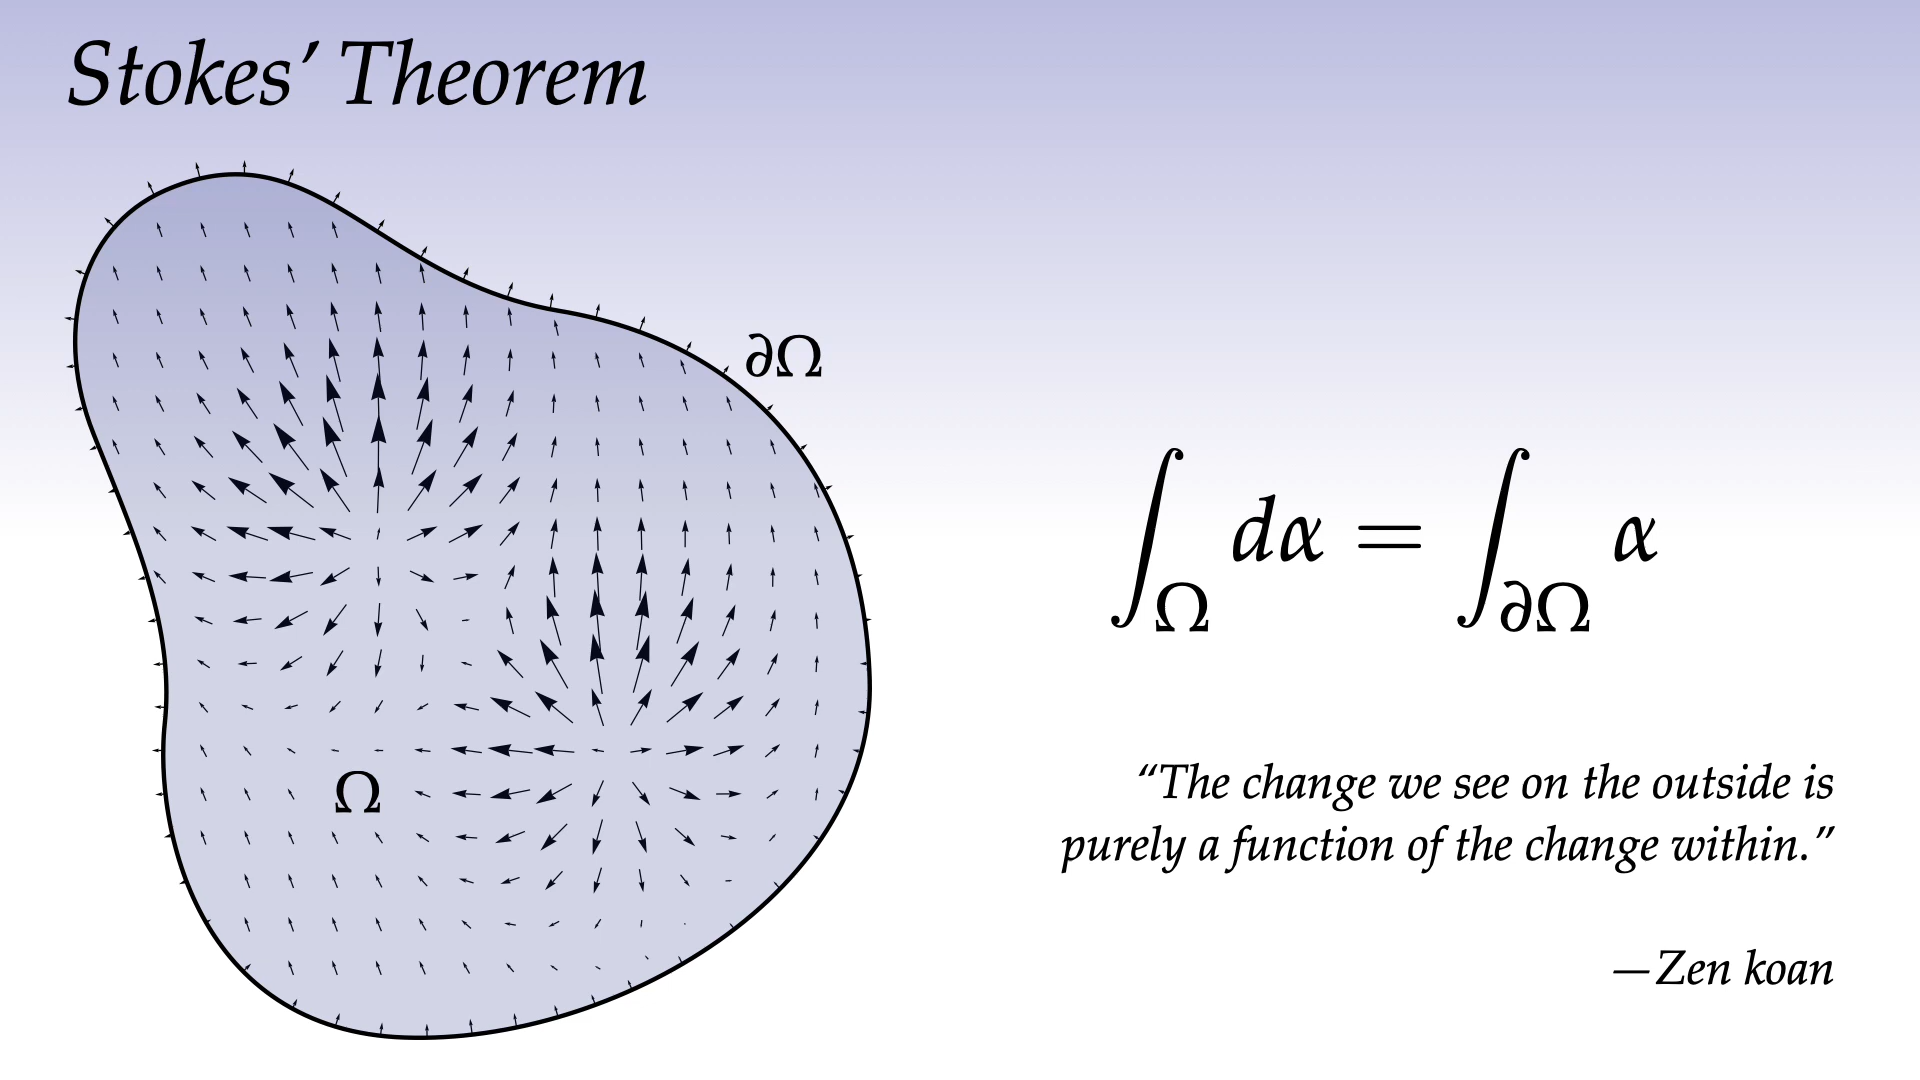 Stokes’ Theorem
∂Ω
∫_Ω dα = ∫_∂Ω α
Ω
“The change we see on the outside is
purely a function of the change within.”
—Zen koan